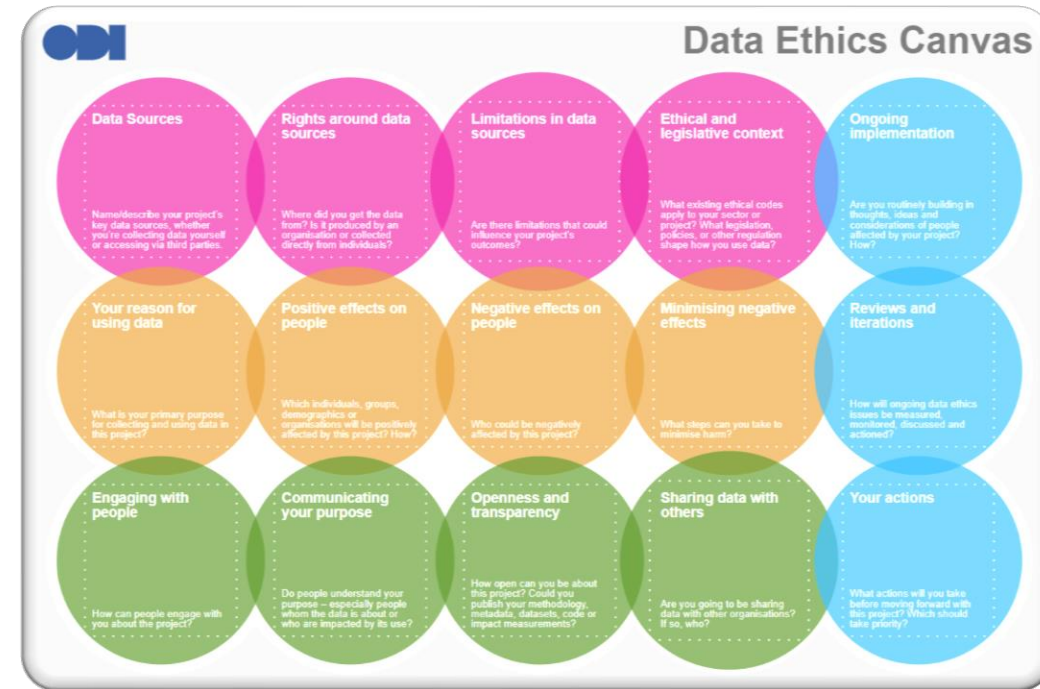 ODI
Data Ethics Canvas
Data Sources
Name/describe your project's
key data sources, whether
you're collecting data yourself
or accessing via third parties.
Rights around data
sources
Where did you get the data
from? Is it produced by an
organisation or collected
directly from individuals?
Limitations in data
sources
Are there limitations that could
influence your project's
outcomes?
Ethical and
legislative context
What existing ethical codes
apply to your sector or
project? What legislation,
policies, or other regulation
shape how you use data?
Ongoing
implementation
Are you routinely building in
thoughts, ideas and
considerations of people
affected by your project?
How?
Your reason for
using data
What is your primary purpose
for collecting and using data in
this project?
Positive effects on
people
Which individuals, groups,
demographics or
organisations will be positively
affected by this project? How?
Negative effects on
people
Who could be negatively
affected by this project?
Minimising negative
effects
What steps can you take to
minimise harm?
Reviews and
iterations
How will ongoing data ethics
issues be measured,
monitored, discussed and
actioned?
Engaging with
people
How can people engage with
you about the project?
Communicating
your purpose
Do people understand your
purpose – especially people
whom the data is about or
who are impacted by its use?
Openness and
transparency
How open can you be about
this project? Could you
publish your methodology,
metadata, datasets, code or
impact measurements?
Sharing data with
others
Are you going to be sharing
data with other organisations?
If so, who?
Your actions
What actions will you take
before moving forward with
this project? Which should
take priority?